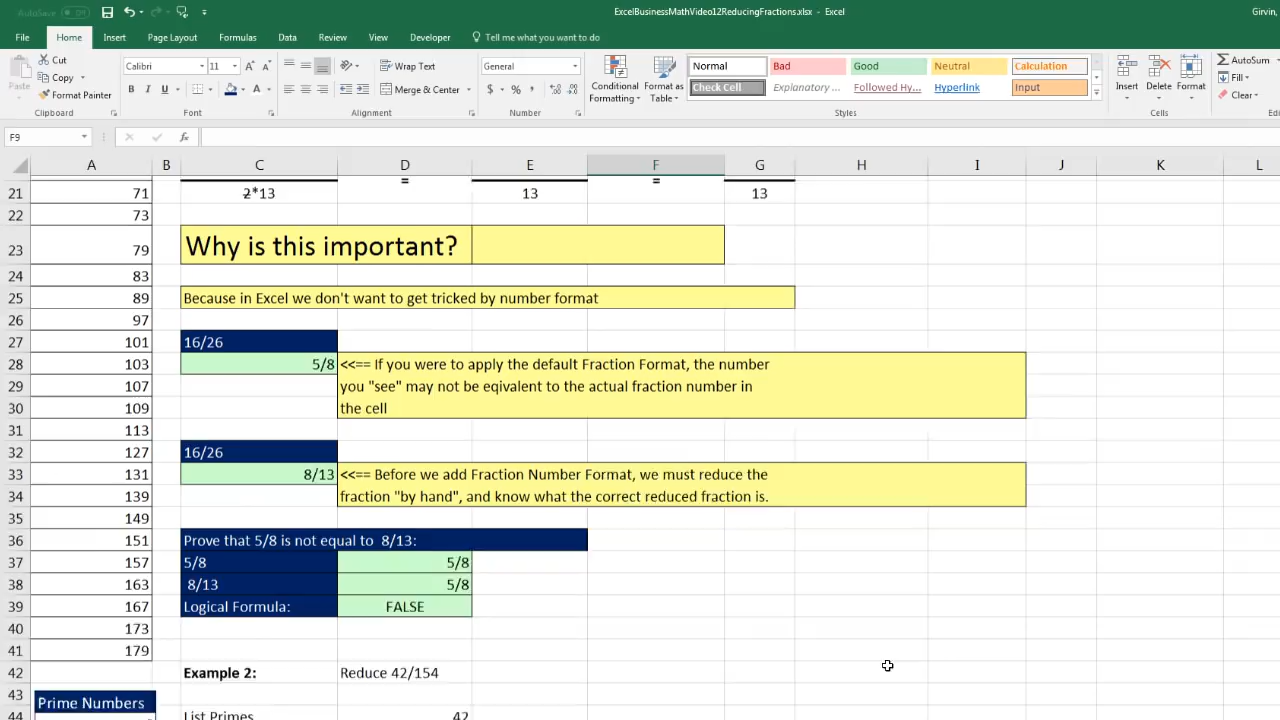 AutoSave
ExcelBusinessMathVideo12ReducingFractions.xlsx - Excel
Girvin,
File Home Insert Page Layout Formulas Data Review View Developer Tell me what you want to do
Paste
Cut
Copy
Format Painter
Clipboard
Calibri 11 A A
B I U A
Font
Wrap Text
Merge & Center
Alignment
General
$ % ,
Number
Conditional Formatting
Format as Table
Normal Bad Good Neutral Calculation
Check Cell Explanatory ... Followed Hy... Hyperlink Input
Styles
Insert Delete Format
Cells
AutoSum
Fill
Clear
F9 fx
A B C D E F G H I J K L
= =
21 71 2*13 13 13
22 73
23 79 Why is this important?
24 83
25 89 Because in Excel we don't want to get tricked by number format
26 97
27 101 16/26
28 103 5/8 <<== If you were to apply the default Fraction Format, the number
29 107 you "see" may not be eqivalent to the actual fraction number in
30 109 the cell
31 113
32 127 16/26
33 131 8/13 <<== Before we add Fraction Number Format, we must reduce the
34 139 fraction "by hand", and know what the correct reduced fraction is.
35 149
36 151 Prove that 5/8 is not equal to 8/13:
37 157 5/8 5/8
38 163 8/13 5/8
39 167 Logical Formula: FALSE
40 173
41 179
42 Example 2: Reduce 42/154
43 Prime Numbers
44 List Primes 42